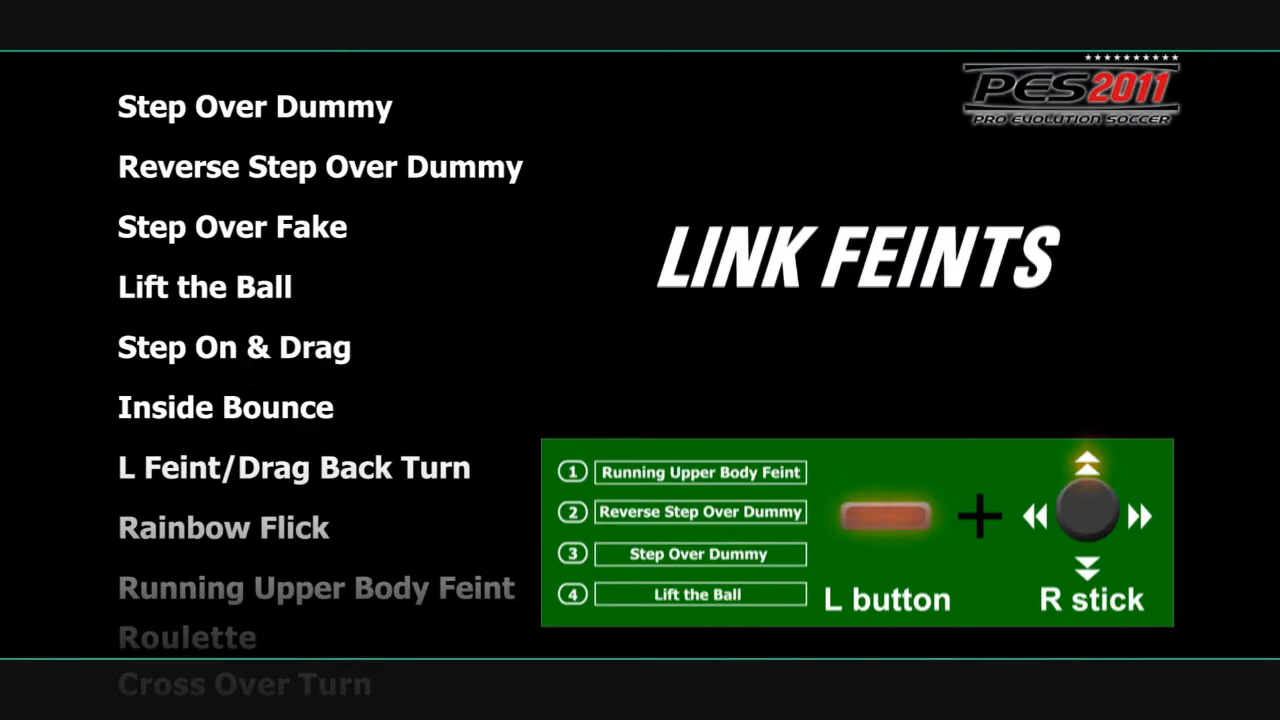 PES2011
PRO EVOLUTION SOCCER
Step Over Dummy
Reverse Step Over Dummy
Step Over Fake
Lift the Ball
Step On & Drag
Inside Bounce
L Feint/Drag Back Turn
Rainbow Flick
Running Upper Body Feint
Roulette
Cross Over Turn
LINK FEINTS
1 Running Upper Body Feint
2 Reverse Step Over Dummy
3 Step Over Dummy
4 Lift the Ball
L button
+
R stick